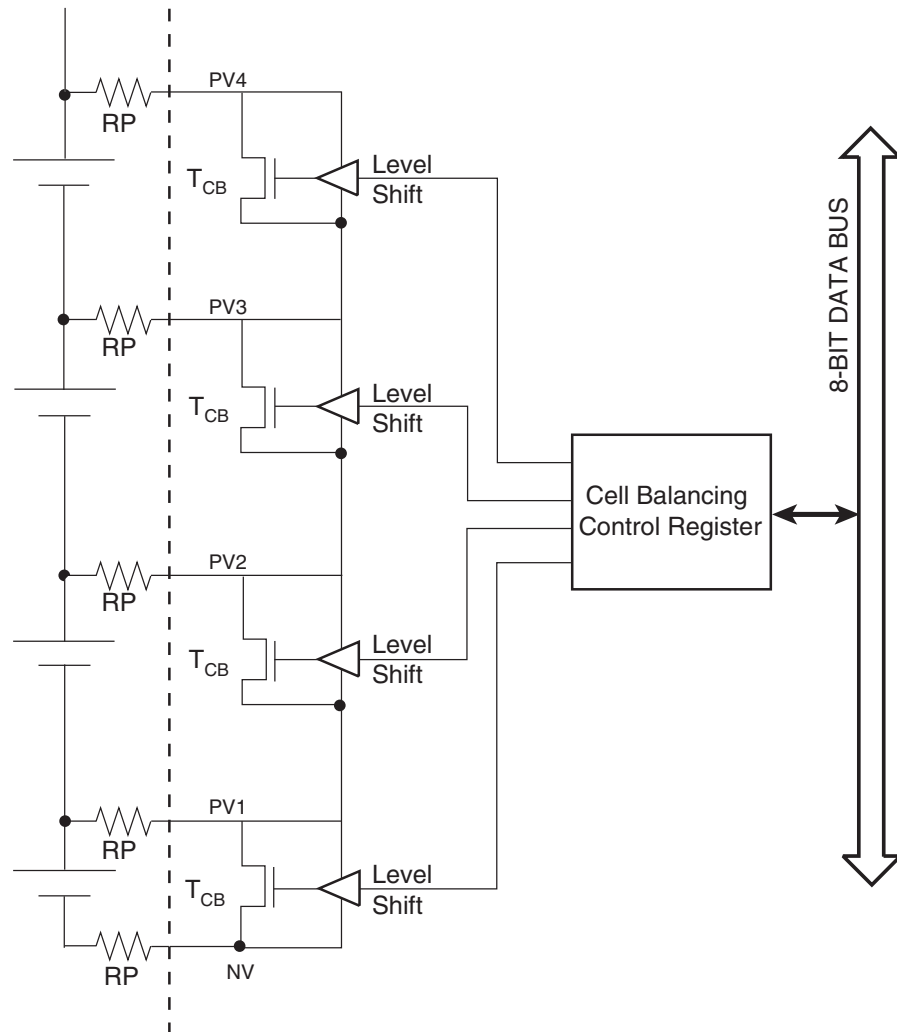 PV4
RP
Level
Shift
T_CB
PV3
RP
Level
Shift
T_CB
8-BIT DATA BUS
Cell Balancing
Control Register
PV2
RP
Level
Shift
T_CB
PV1
RP
Level
Shift
T_CB
RP
NV